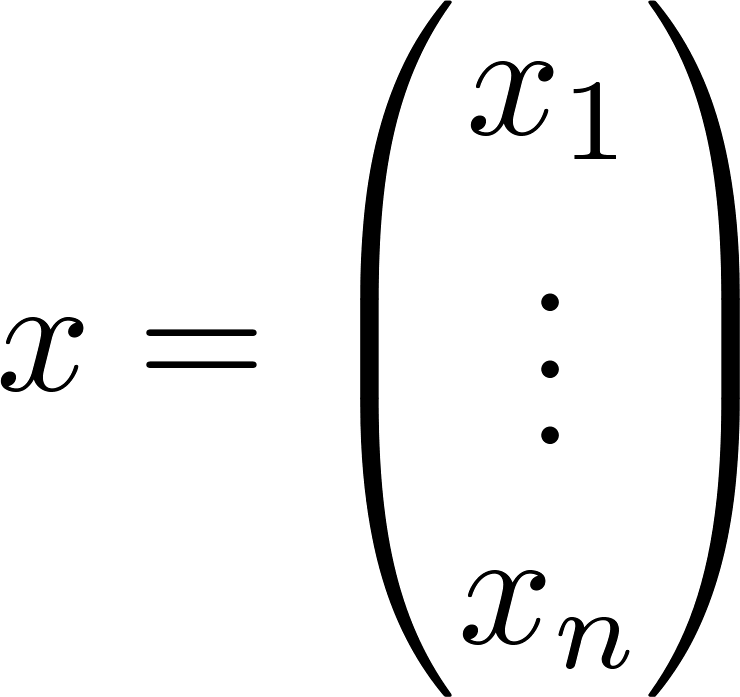 x = (x₁
⋮
xₙ)